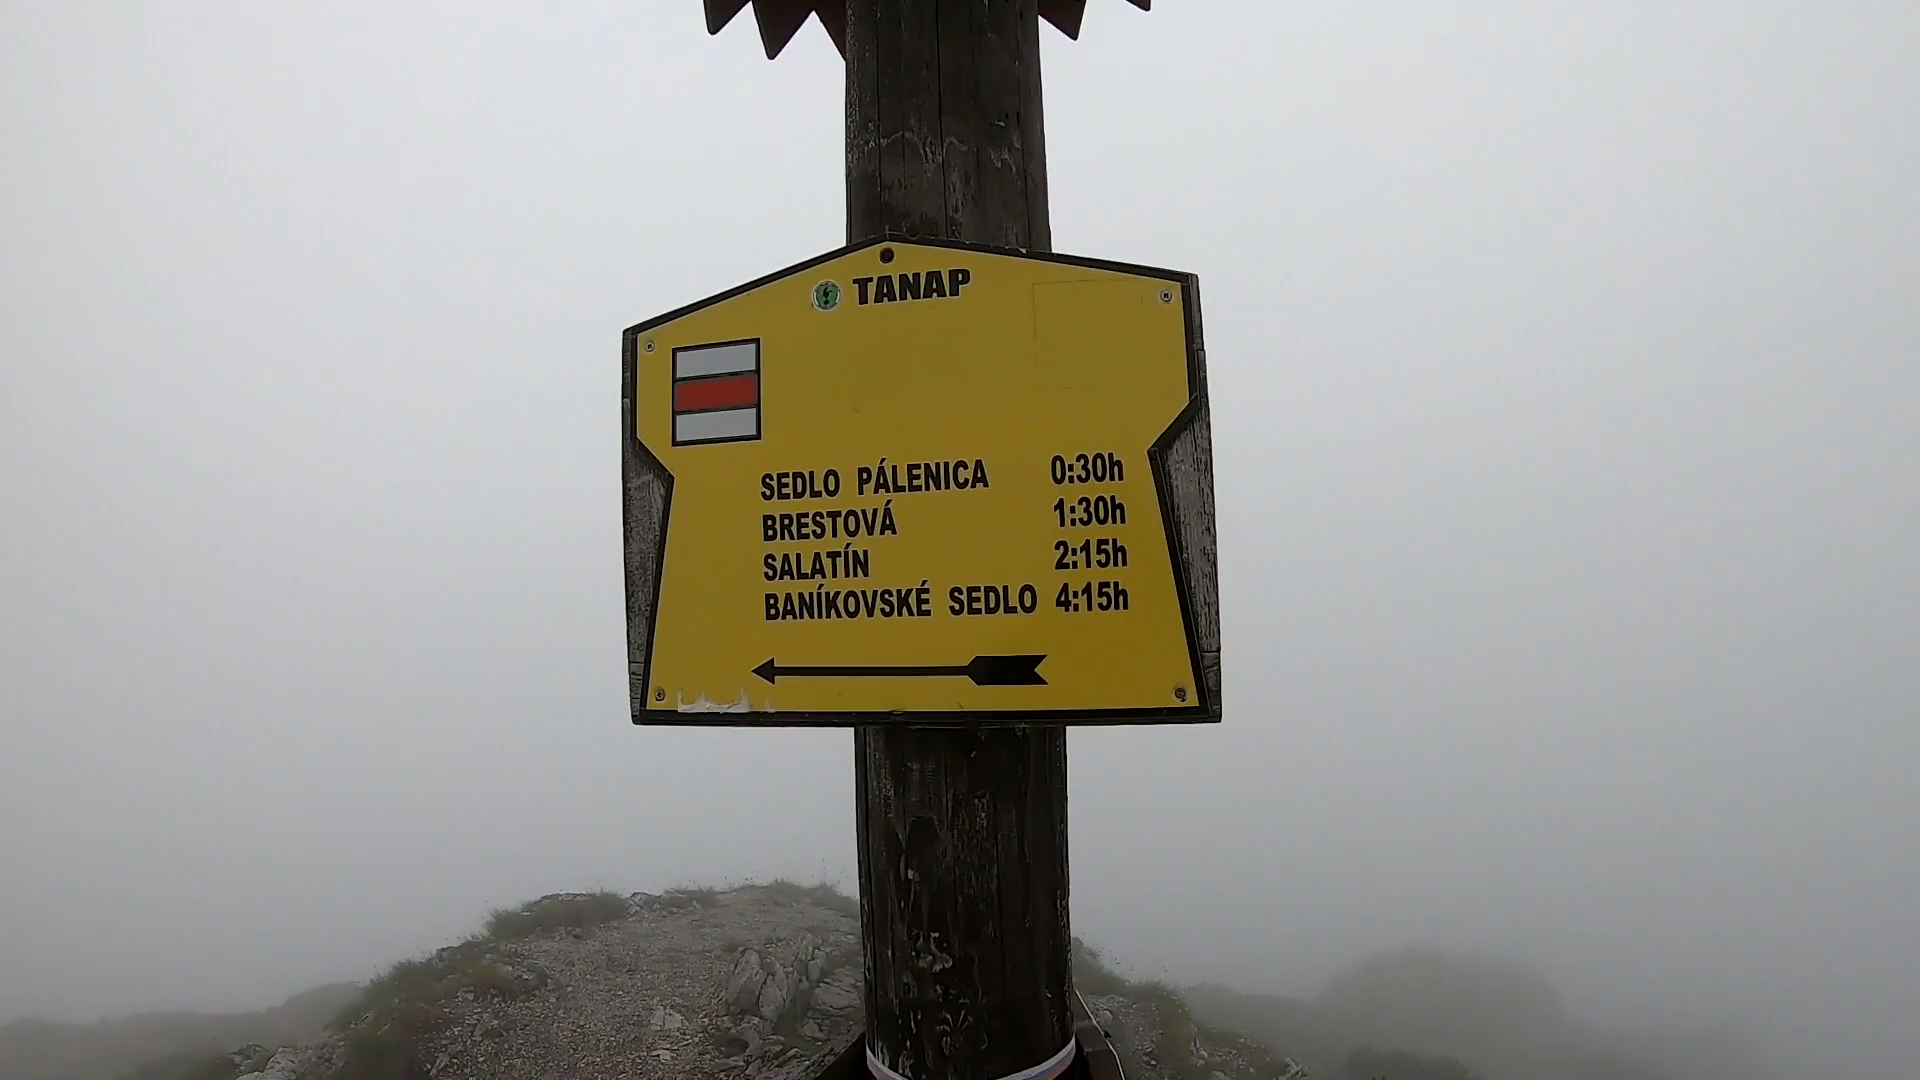 TANAP
SEDLO PÁLENICA 0:30h
BRESTOVÁ 1:30h
SALATÍN 2:15h
BANÍKOVSKÉ SEDLO 4:15h